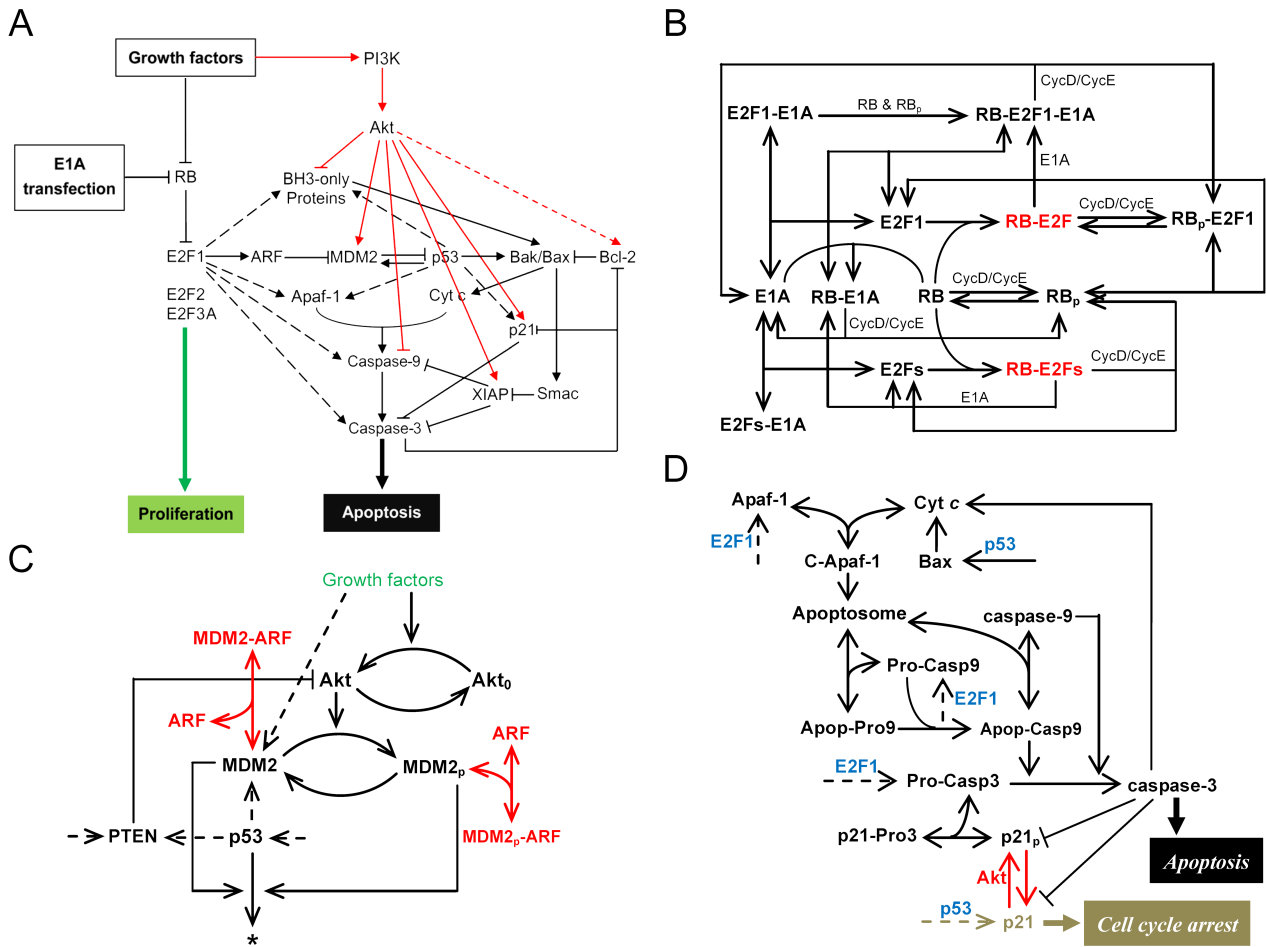 A
Growth factors
PI3K
Akt
E1A
transfection
RB
BH3-only
Proteins
E2F1
ARF
MDM2
p53
Bak/Bax
Bcl-2
E2F2
E2F3A
Apaf-1
Cyt c
p21
Caspase-9
XIAP
Smac
Caspase-3
Proliferation
Apoptosis
B
CycD/CycE
E2F1-E1A
RB & RBp
RB-E2F1-E1A
E1A
E2F1
RB-E2F
CycD/CycE
RBp-E2F1
E1A
RB-E1A
RB
CycD/CycE
RBp
CycD/CycE
E2Fs
RB-E2Fs
CycD/CycE
E1A
E2Fs-E1A
C
Growth factors
MDM2-ARF
Akt
Akt0
ARF
ARF
MDM2
MDM2p
PTEN
p53
MDM2p-ARF
*
D
Apaf-1
Cyt c
E2F1
p53
C-Apaf-1
Bax
Apoptosome
caspase-9
Pro-Casp9
E2F1
Apop-Pro9
Apop-Casp9
E2F1
Pro-Casp3
caspase-3
p21-Pro3
p21p
Apoptosis
Akt
p53
p21
Cell cycle arrest